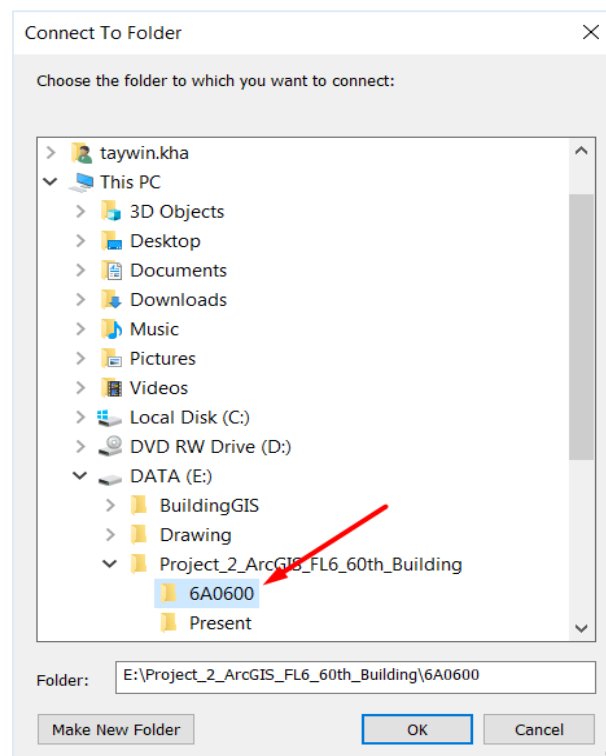 Connect To Folder
Choose the folder to which you want to connect:
taywin.kha
This PC
3D Objects
Desktop
Documents
Downloads
Music
Pictures
Videos
Local Disk (C:)
DVD RW Drive (D:)
DATA (E:)
BuildingGIS
Drawing
Project_2_ArcGIS_FL6_60th_Building
6A0600
Present
Folder: E:\Project_2_ArcGIS_FL6_60th_Building\6A0600
Make New Folder OK Cancel